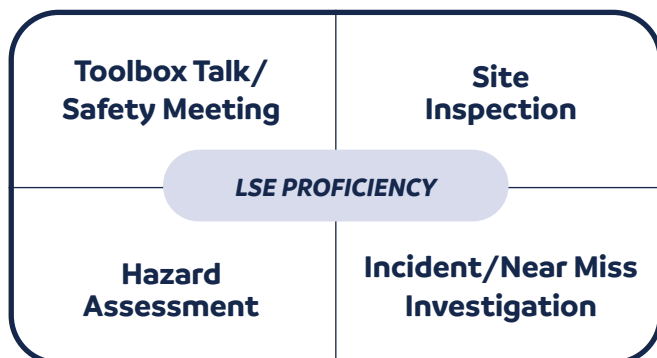 Toolbox Talk/
Safety Meeting
Site
Inspection
LSE PROFICIENCY
Hazard
Assessment
Incident/Near Miss
Investigation